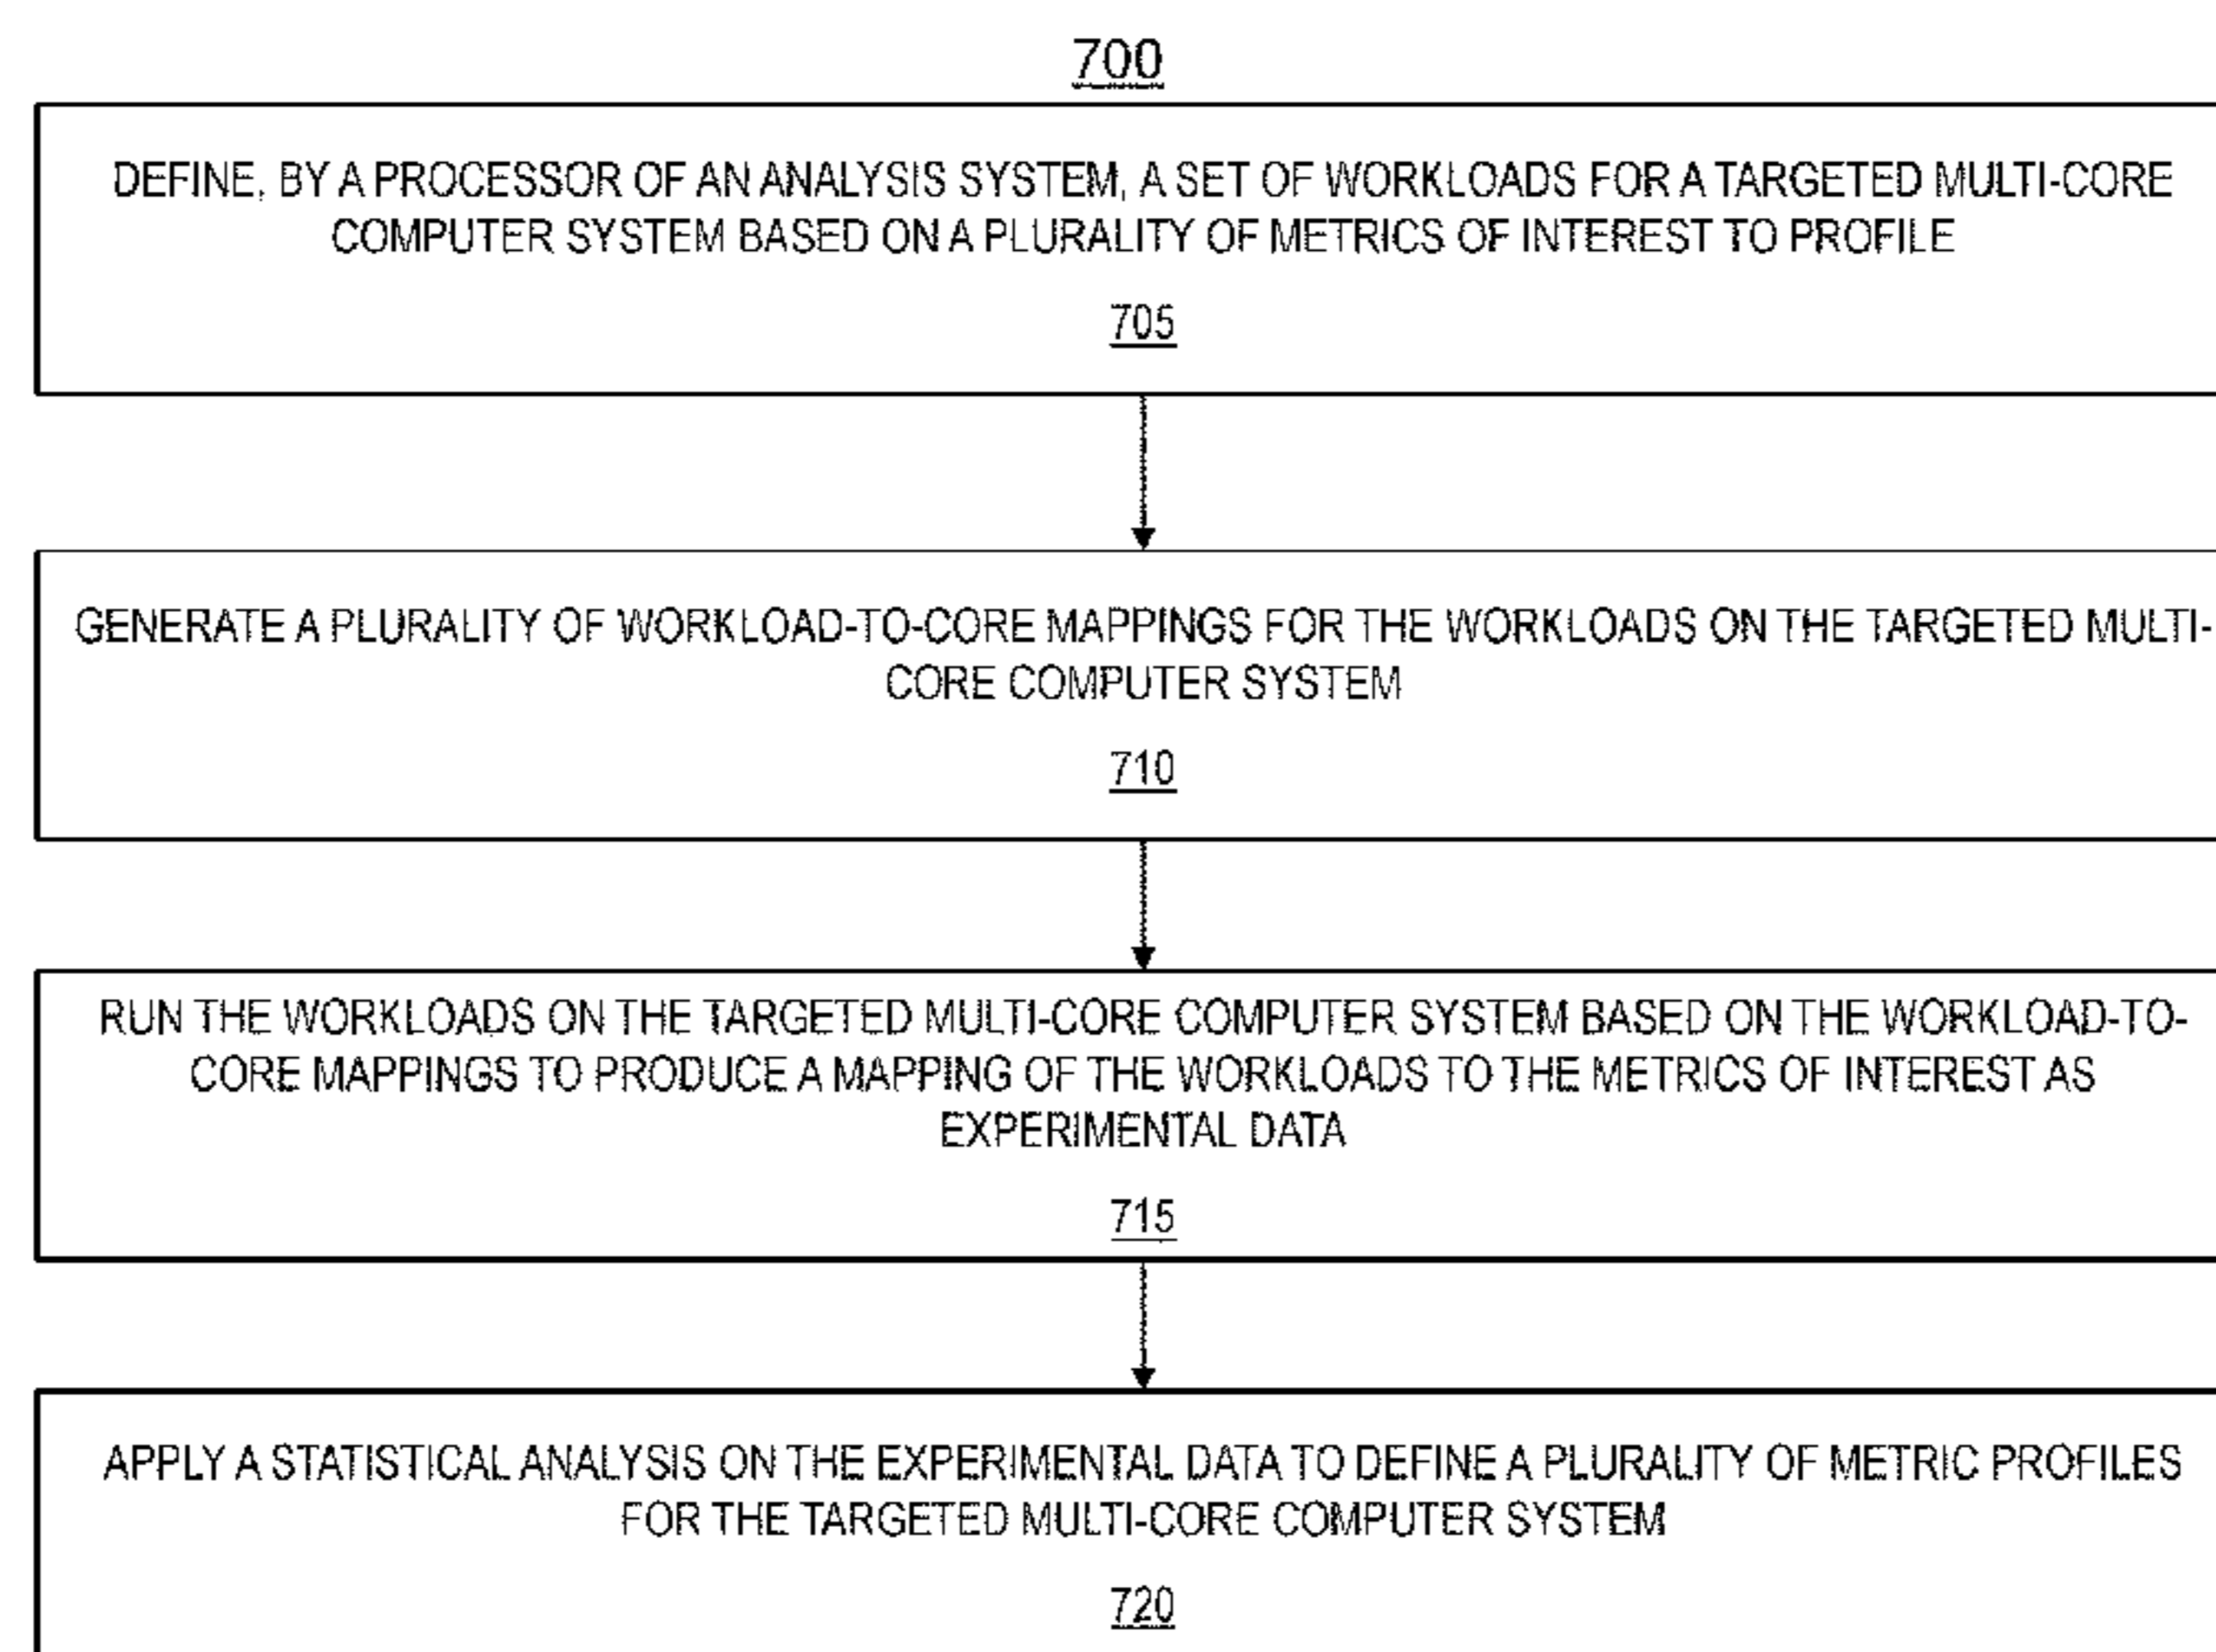 700
DEFINE, BY A PROCESSOR OF AN ANALYSIS SYSTEM, A SET OF WORKLOADS FOR A TARGETED MULTI-CORE
COMPUTER SYSTEM BASED ON A PLURALITY OF METRICS OF INTEREST TO PROFILE
705
GENERATE A PLURALITY OF WORKLOAD-TO-CORE MAPPINGS FOR THE WORKLOADS ON THE TARGETED MULTI-
CORE COMPUTER SYSTEM
710
RUN THE WORKLOADS ON THE TARGETED MULTI-CORE COMPUTER SYSTEM BASED ON THE WORKLOAD-TO-
CORE MAPPINGS TO PRODUCE A MAPPING OF THE WORKLOADS TO THE METRICS OF INTEREST AS
EXPERIMENTAL DATA
715
APPLY A STATISTICAL ANALYSIS ON THE EXPERIMENTAL DATA TO DEFINE A PLURALITY OF METRIC PROFILES
FOR THE TARGETED MULTI-CORE COMPUTER SYSTEM
720